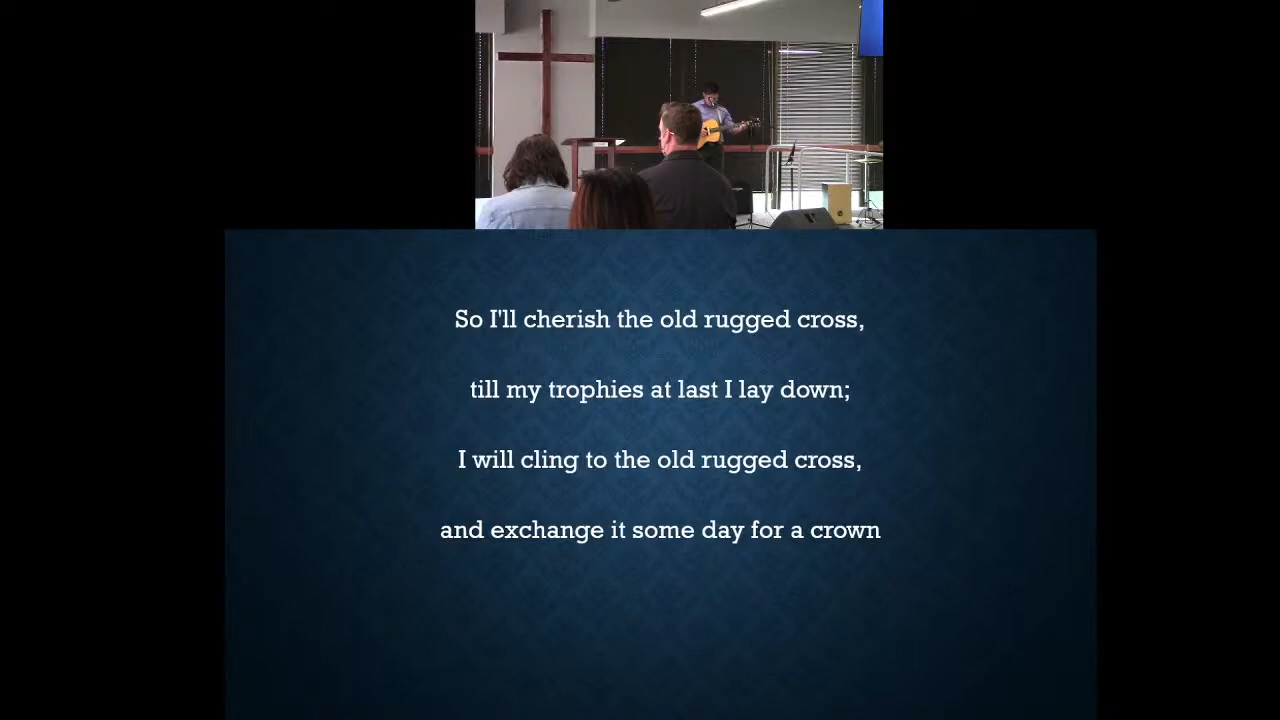 So I'll cherish the old rugged cross,
till my trophies at last I lay down;
I will cling to the old rugged cross,
and exchange it some day for a crown